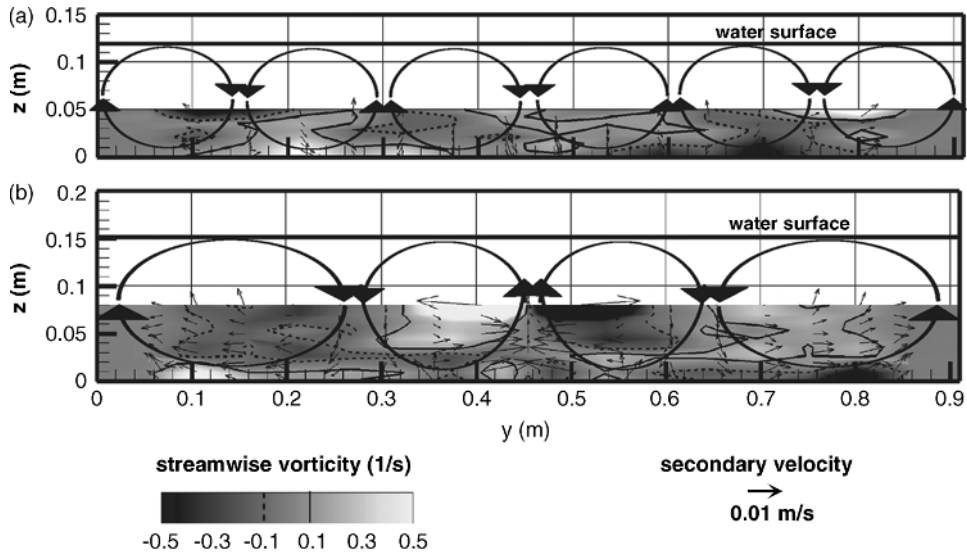 (a)
0.15
water surface
0.1
z (m)
0.05
0
(b)
0.2
water surface
0.15
z (m)
0.1
0.05
0
0 0.1 0.2 0.3 0.4 0.5 0.6 0.7 0.8 0.9
y (m)
streamwise vorticity (1/s)
-0.5 -0.3 -0.1 0.1 0.3 0.5
secondary velocity
0.01 m/s